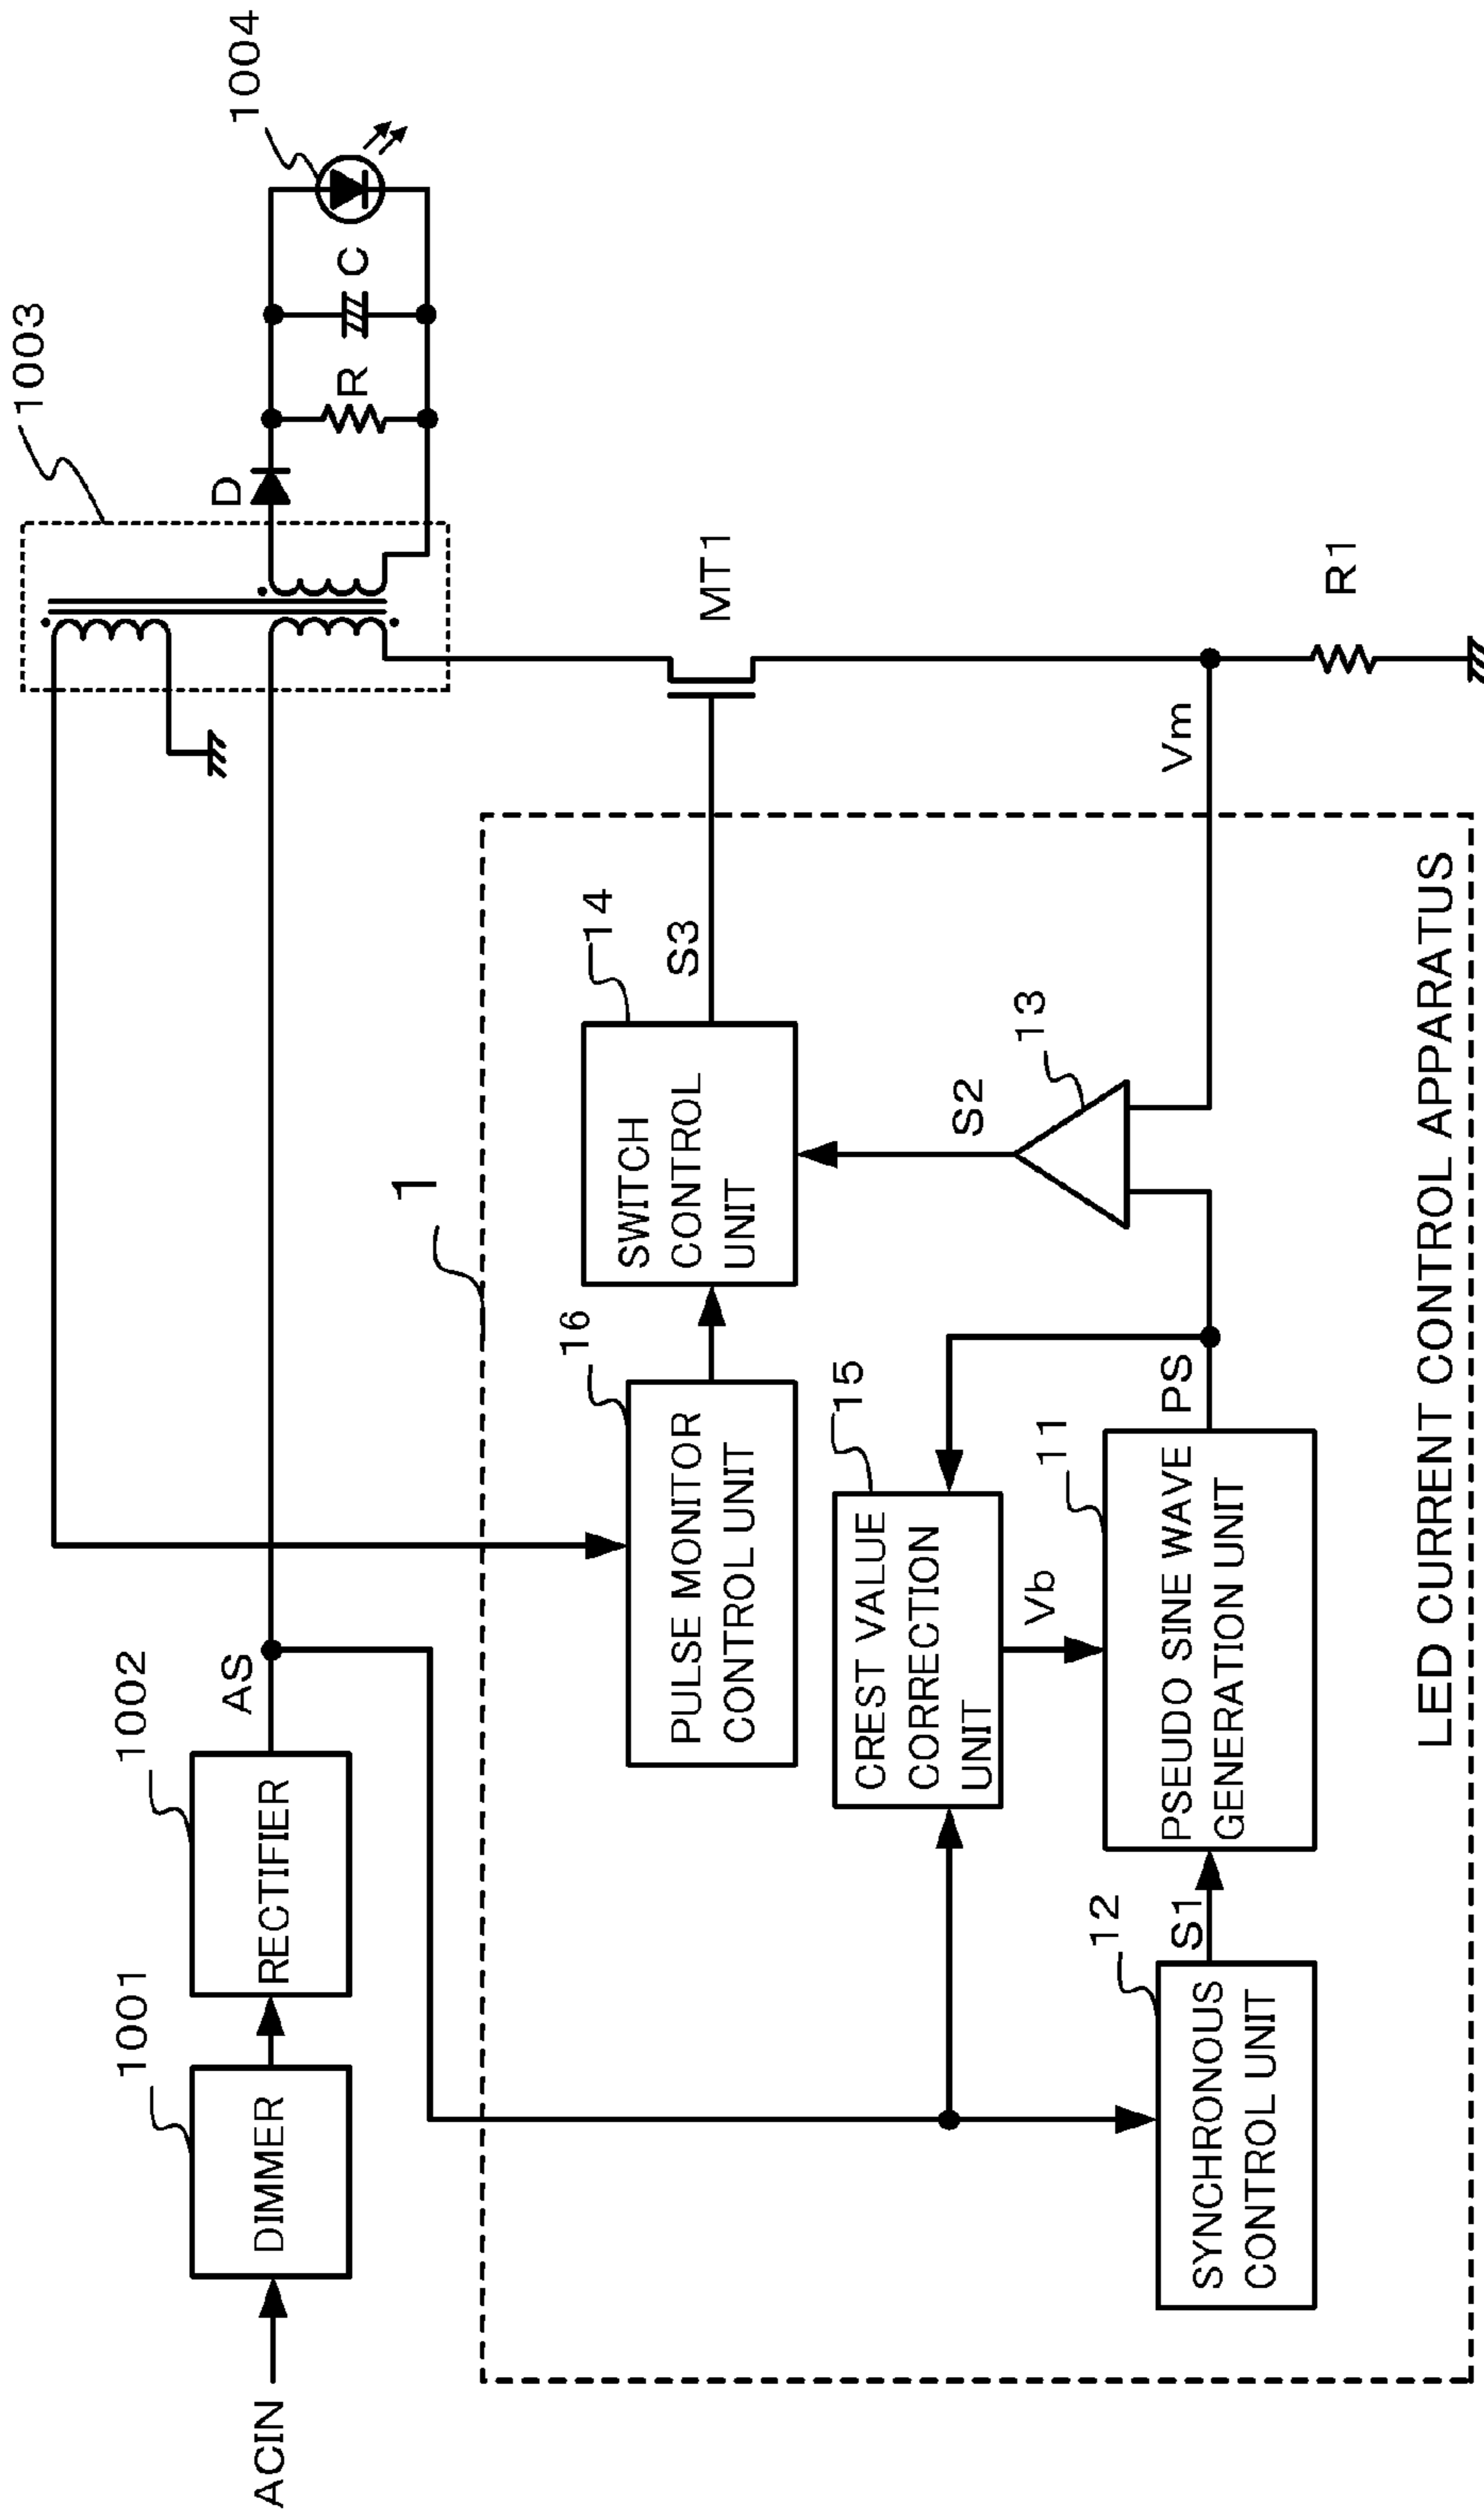 1003
1004
D
R
C
1001
1002
AS
ACIN
DIMMER
RECTIFIER
1
MT1
16
14
S3
PULSE MONITOR
CONTROL UNIT
SWITCH
CONTROL
UNIT
15
S2
13
CREST VALUE
CORRECTION
UNIT
Vb
12
S1
11
PS
Vm
SYNCHRONOUS
CONTROL UNIT
PSEUDO SINE WAVE
GENERATION UNIT
R1
LED CURRENT CONTROL APPARATUS